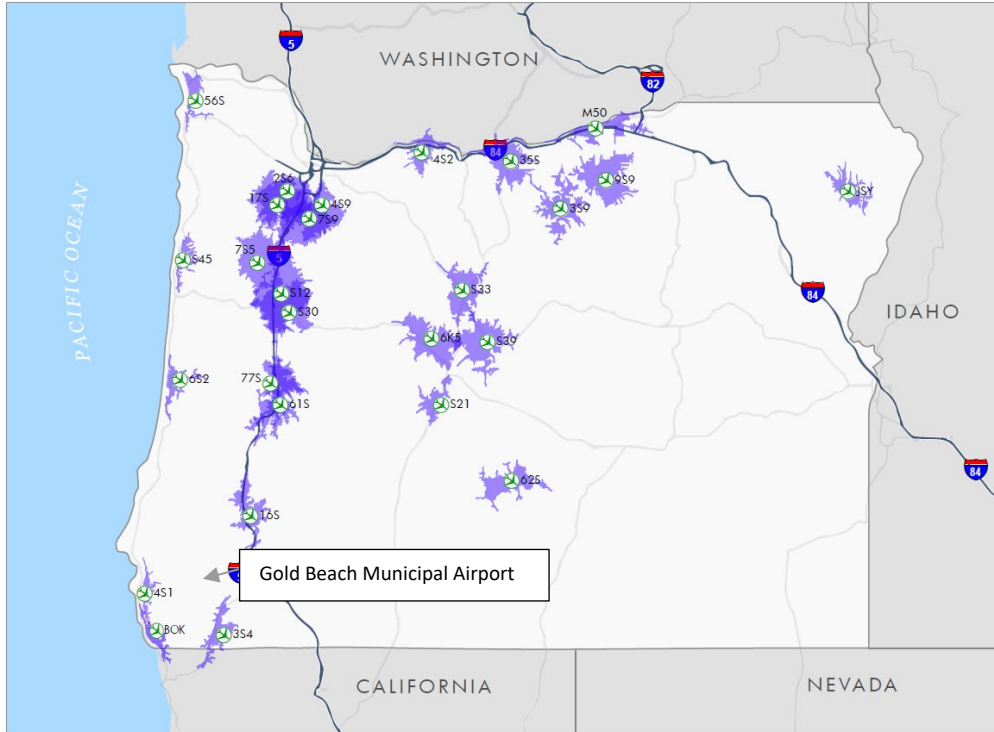 WASHINGTON
5
82
M50
56S
84
4S2
35S
2S6
9S9
JSY
17S
4S9
3S9
7S9
PACIFIC OCEAN
7S5
5
S45
S12
S33
84
S30
IDAHO
6K5
S39
6S2
77S
61S
S21
84
62S
16S
Gold Beach Municipal Airport
4S1
BOK
3S4
CALIFORNIA
NEVADA